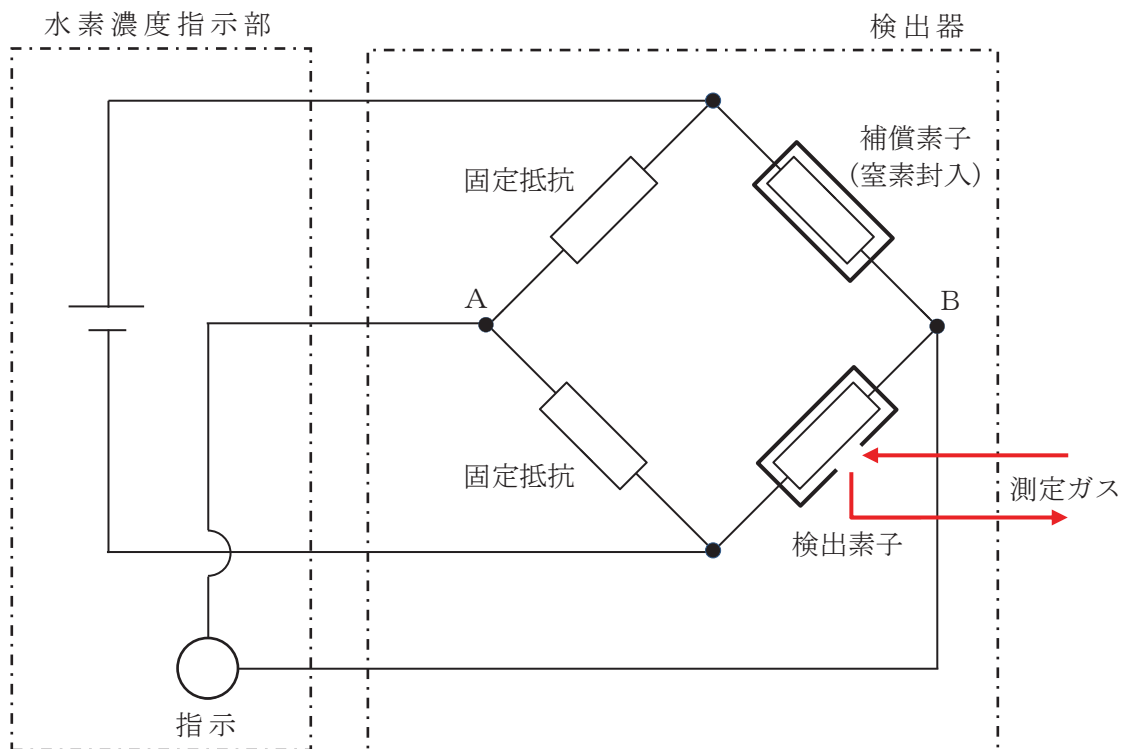 水素濃度指示部
検出器
補償素子
(窒素封入)
固定抵抗
A
B
固定抵抗
測定ガス
検出素子
指示